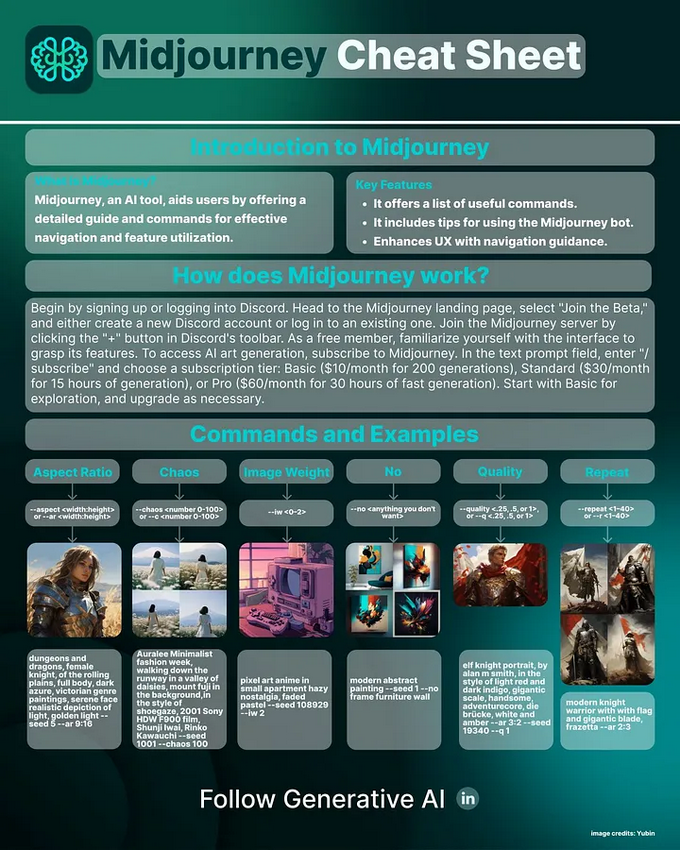 Midjourney Cheat Sheet
Introduction to Midjourney
What is Midjourney?
Midjourney, an AI tool, aids users by offering a
detailed guide and commands for effective
navigation and feature utilization.
Key Features
• It offers a list of useful commands.
• It includes tips for using the Midjourney bot.
• Enhances UX with navigation guidance.
How does Midjourney work?
Begin by signing up or logging into Discord. Head to the Midjourney landing page, select "Join the Beta,"
and either create a new Discord account or log in to an existing one. Join the Midjourney server by
clicking the "+" button in Discord's toolbar. As a free member, familiarize yourself with the interface to
grasp its features. To access AI art generation, subscribe to Midjourney. In the text prompt field, enter "/
subscribe" and choose a subscription tier: Basic ($10/month for 200 generations), Standard ($30/month
for 15 hours of generation), or Pro ($60/month for 30 hours of fast generation). Start with Basic for
exploration, and upgrade as necessary.
Commands and Examples
Aspect Ratio
--aspect <width:height>
or --ar <width:height>
dungeons and
dragons, female
knight, of the rolling
plains, full body, dark
azure, victorian genre
paintings, serene face
realistic depiction of
light, golden light --
seed 5 --ar 9:16
Chaos
--chaos <number 0-100>
or --c <number 0-100>
Auralee Minimalist
fashion week,
walking down the
runway in a valley of
daisies, mount fuji in
the background,in
the style of
shoegaze, 2001 Sony
HDW F900 film,
Shunji Iwai, Rinko
Kawauchi --seed
1001 --chaos 100
Image Weight
--iw <0-2>
pixel art anime in
small apartment hazy
nostalgia, faded
pastel --seed 108929
--iw 2
No
--no <anything you don't
want>
modern abstract
painting --seed 1 --no
frame furniture wall
Quality
--quality <.25, .5, or 1>,
or --q <.25, .5, or 1>
elf knight portrait, by
alan m smith, in the
style of light red and
dark indigo, gigantic
scale, handsome,
adventurecore, die
brücke, white and
amber --ar 3:2 --seed
19340 --q 1
Repeat
--repeat <1–40>
or --r <1–40>
modern knight
warrior with with flag
and gigantic blade,
frazetta --ar 2:3
Follow Generative AI in
image credits: Yubin